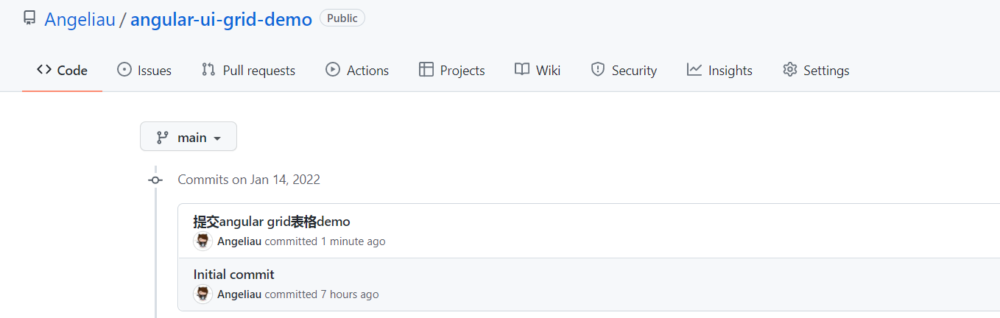 Angeliau / angular-ui-grid-demo Public
Code Issues Pull requests Actions Projects Wiki Security Insights Settings
main
Commits on Jan 14, 2022
提交angular grid表格demo
Angeliau committed 1 minute ago
Initial commit
Angeliau committed 7 hours ago